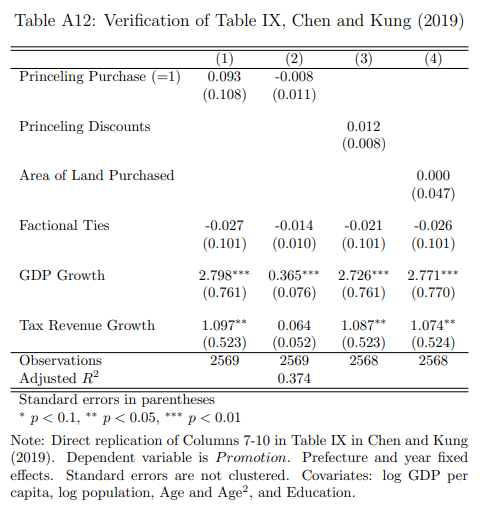 Table A12: Verification of Table IX, Chen and Kung (2019)
(1) (2) (3) (4)
Princeling Purchase (=1) 0.093 -0.008
(0.108) (0.011)
Princeling Discounts 0.012
(0.008)
Area of Land Purchased 0.000
(0.047)
Factional Ties -0.027 -0.014 -0.021 -0.026
(0.101) (0.010) (0.101) (0.101)
GDP Growth 2.798*** 0.365*** 2.726*** 2.771***
(0.761) (0.076) (0.761) (0.770)
Tax Revenue Growth 1.097** 0.064 1.087** 1.074**
(0.523) (0.052) (0.523) (0.524)
Observations 2569 2569 2568 2568
Adjusted R² 0.374
Standard errors in parentheses
* p < 0.1, ** p < 0.05, *** p < 0.01
Note: Direct replication of Columns 7-10 in Table IX in Chen and Kung
(2019). Dependent variable is Promotion. Prefecture and year fixed
effects. Standard errors are not clustered. Covariates: log GDP per
capita, log population, Age and Age², and Education.